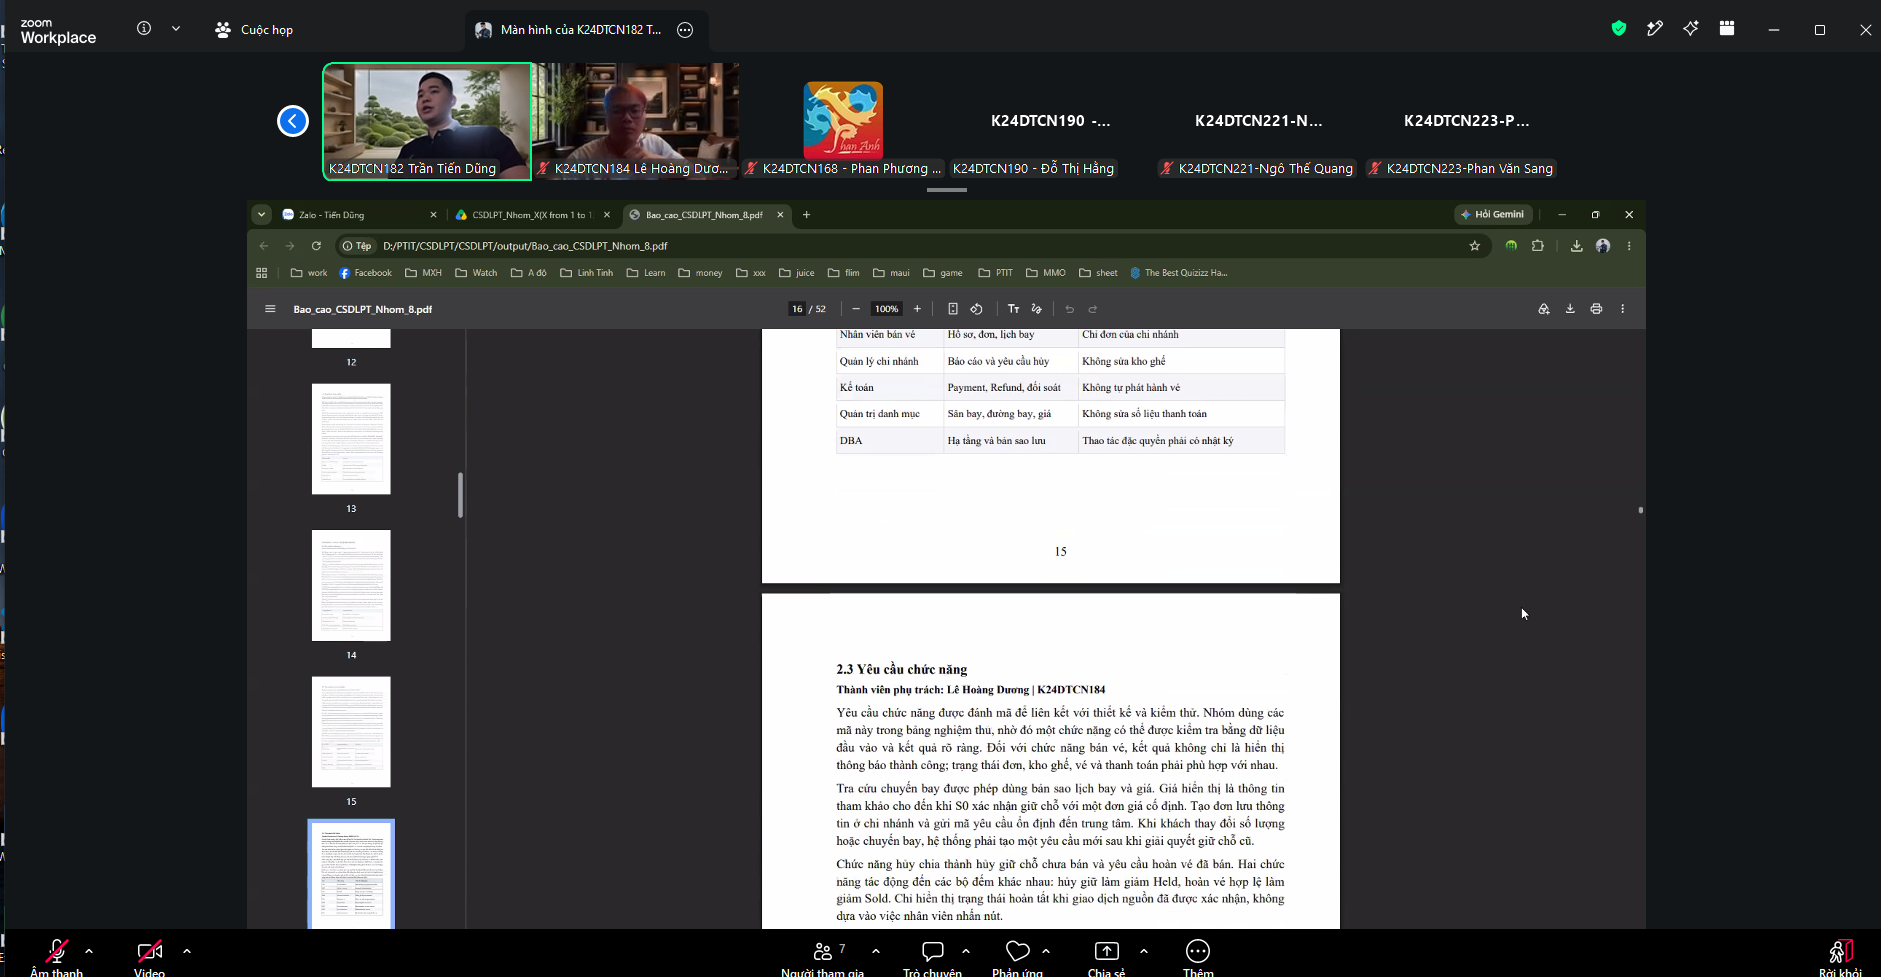 zoom
Workplace
Cuộc họp
Màn hình của K24DTCN182 T...
K24DTCN182 Trần Tiến Dũng
K24DTCN184 Lê Hoàng Dươ...
Phan Anh
K24DTCN168 - Phan Phương ...
K24DTCN190 -...
K24DTCN190 - Đỗ Thị Hằng
K24DTCN221-N...
K24DTCN221-Ngô Thế Quang
K24DTCN223-P...
K24DTCN223-Phan Văn Sang
Zalo - Tiến Dũng
CSDLPT_Nhom_X(X from 1 to 1
Bao_cao_CSDLPT_Nhom_8.pdf
Hỏi Gemini
Tệp
D:/PTIT/CSDLPT/CSDLPT/output/Bao_cao_CSDLPT_Nhom_8.pdf
work
Facebook
MXH
Watch
A độ
Linh Tinh
Learn
money
xxx
juice
flim
maui
game
PTIT
MMO
sheet
The Best Quizizz Ha...
Bao_cao_CSDLPT_Nhom_8.pdf
16 / 52
100%
12
13
14
15
Nhân viên bán vé Hồ sơ, đơn, lịch bay Chỉ đơn của chi nhánh
Quản lý chi nhánh Báo cáo và yêu cầu hủy Không sửa kho ghế
Kế toán Payment, Refund, đối soát Không tự phát hành vé
Quản trị danh mục Sân bay, đường bay, giá Không sửa số liệu thanh toán
DBA Hạ tầng và bản sao lưu Thao tác đặc quyền phải có nhật ký
15
2.3 Yêu cầu chức năng
Thành viên phụ trách: Lê Hoàng Dương | K24DTCN184
Yêu cầu chức năng được đánh mã để liên kết với thiết kế và kiểm thử. Nhóm dùng các
mã này trong bảng nghiệm thu, nhờ đó một chức năng có thể được kiểm tra bằng dữ liệu
đầu vào và kết quả rõ ràng. Đối với chức năng bán vé, kết quả không chỉ là hiển thị
thông báo thành công; trạng thái đơn, kho ghế, vé và thanh toán phải phù hợp với nhau.
Tra cứu chuyến bay được phép dùng bản sao lịch bay và giá. Giá hiển thị là thông tin
tham khảo cho đến khi S0 xác nhận giữ chỗ với một đơn giá cố định. Tạo đơn lưu thông
tin ở chi nhánh và gửi mã yêu cầu ổn định đến trung tâm. Khi khách thay đổi số lượng
hoặc chuyến bay, hệ thống phải tạo một yêu cầu mới sau khi giải quyết giữ chỗ cũ.
Chức năng hủy chia thành hủy giữ chỗ chưa bán và yêu cầu hoàn vé đã bán. Hai chức
năng tác động đến các bộ đếm khác nhau: hủy giữ làm giảm Held, hoàn vé hợp lệ làm
giảm Sold. Chỉ hiển thị trạng thái hoàn tất khi giao dịch nguồn đã được xác nhận, không
dựa vào việc nhân viên nhấn nút.
Âm thanh
Video
7
Người tham gia
Trò chuyện
Phản ứng
Chia sẻ
Thêm
Rời khỏi